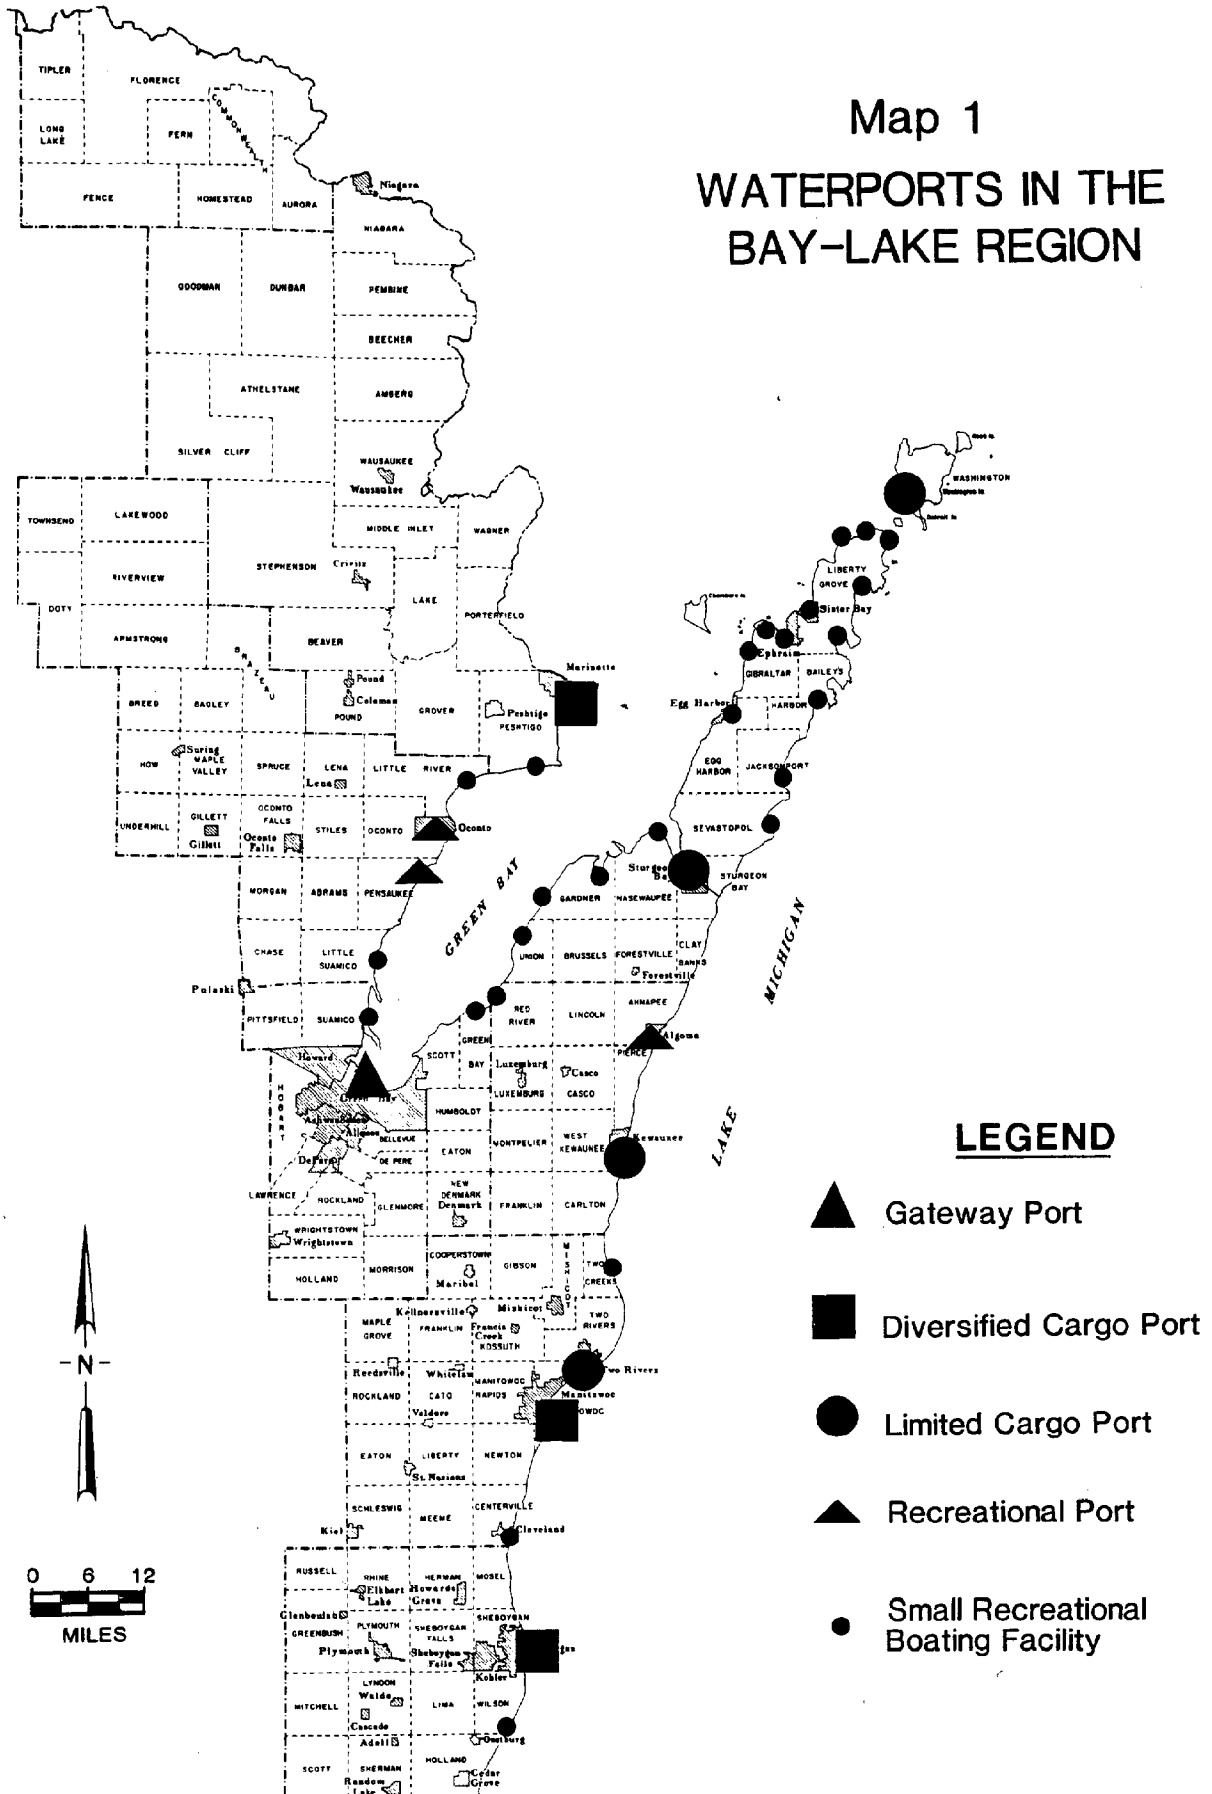 Map 1
WATERPORTS IN THE
BAY-LAKE REGION
TIPLER
FLORENCE
COMMONWEALTH
LONG
LAKE
FERN
FENCE
HOMESTEAD
AURORA
Niagara
NIAGARA
GOODMAN
DUNBAR
PEMBINE
BEECHER
ATHELSTANE
AMBERG
SILVER CLIFF
WAUSAUKEE
Wausaukee
WASHINGTON
TOWNSEND
LAKEWOOD
MIDDLE INLET
WAGNER
RIVERVIEW
STEPHENSON
Crivitz
LIBERTY
GROVE
DOTY
LAKE
PORTERFIELD
Sister Bay
ARMSTRONG
BRAZEAU
BEAVER
Ephraim
GIBRALTAR
BAILEYS
HARBOR
Marinette
Pound
Coleman
POUND
BREED
BAGLEY
GROVER
Peshtigo
PESHTIGO
Egg Harbor
HOW
Suring
MAPLE
VALLEY
SPRUCE
LENA
Lena
LITTLE RIVER
EGG
HARBOR
JACKSONPORT
UNDERHILL
GILLETT
Gillett
OCONTO
FALLS
Oconto
Falls
STILES
OCONTO
Oconto
SEVASTOPOL
MORGAN
ABRAMS
PENSAUKEE
GREEN BAY
GARDNER
NASEWAUPEE
STURGEON
BAY
CHASE
LITTLE
SUAMICO
UNION
BRUSSELS
FORESTVILLE
Forestville
CLAY
BANKS
LAKE MICHIGAN
Pulaski
PITTSFIELD
SUAMICO
RED
RIVER
LINCOLN
AHNAPEE
Algoma
PIERCE
Howard
SCOTT
GREEN
BAY
Luxemburg
LUXEMBURG
Casco
CASCO
HOBART
HUMBOLDT
Allouez
BELLEVUE
DE PERE
EATON
MONTPELIER
WEST
KEWAUNEE
Kewaunee
LAWRENCE
ROCKLAND
GLENMORE
NEW
DENMARK
Denmark
FRANKLIN
CARLTON
WRIGHTSTOWN
Wrightstown
HOLLAND
MORRISON
COOPERSTOWN
Maribel
GIBSON
MISHICOT
TWO
CREEKS
Kellnersville
Mishicot
MAPLE
GROVE
FRANKLIN
Francis
Creek
KOSSUTH
TWO
RIVERS
Reedsville
Whitelaw
MANITOWOC
RAPIDS
Two Rivers
Manitowoc
ROCKLAND
CATO
Valders
EATON
LIBERTY
NEWTON
St. Nazianz
SCHLESWIG
MEEME
CENTERVILLE
Kiel
Cleveland
RUSSELL
RHINE
HERMAN
MOSEL
Elkhart
Lake
Howards
Grove
Glenbeulah
GREENBUSH
PLYMOUTH
Plymouth
SHEBOYGAN
FALLS
Sheboygan
Falls
SHEBOYGAN
Kohler
MITCHELL
LYNDON
Waldo
Cascade
LIMA
WILSON
Adell
Oostburg
SCOTT
SHERMAN
Random
Lake
HOLLAND
Cedar
Grove
-N-
0 6 12
MILES
LEGEND
Gateway Port
Diversified Cargo Port
Limited Cargo Port
Recreational Port
Small Recreational
Boating Facility